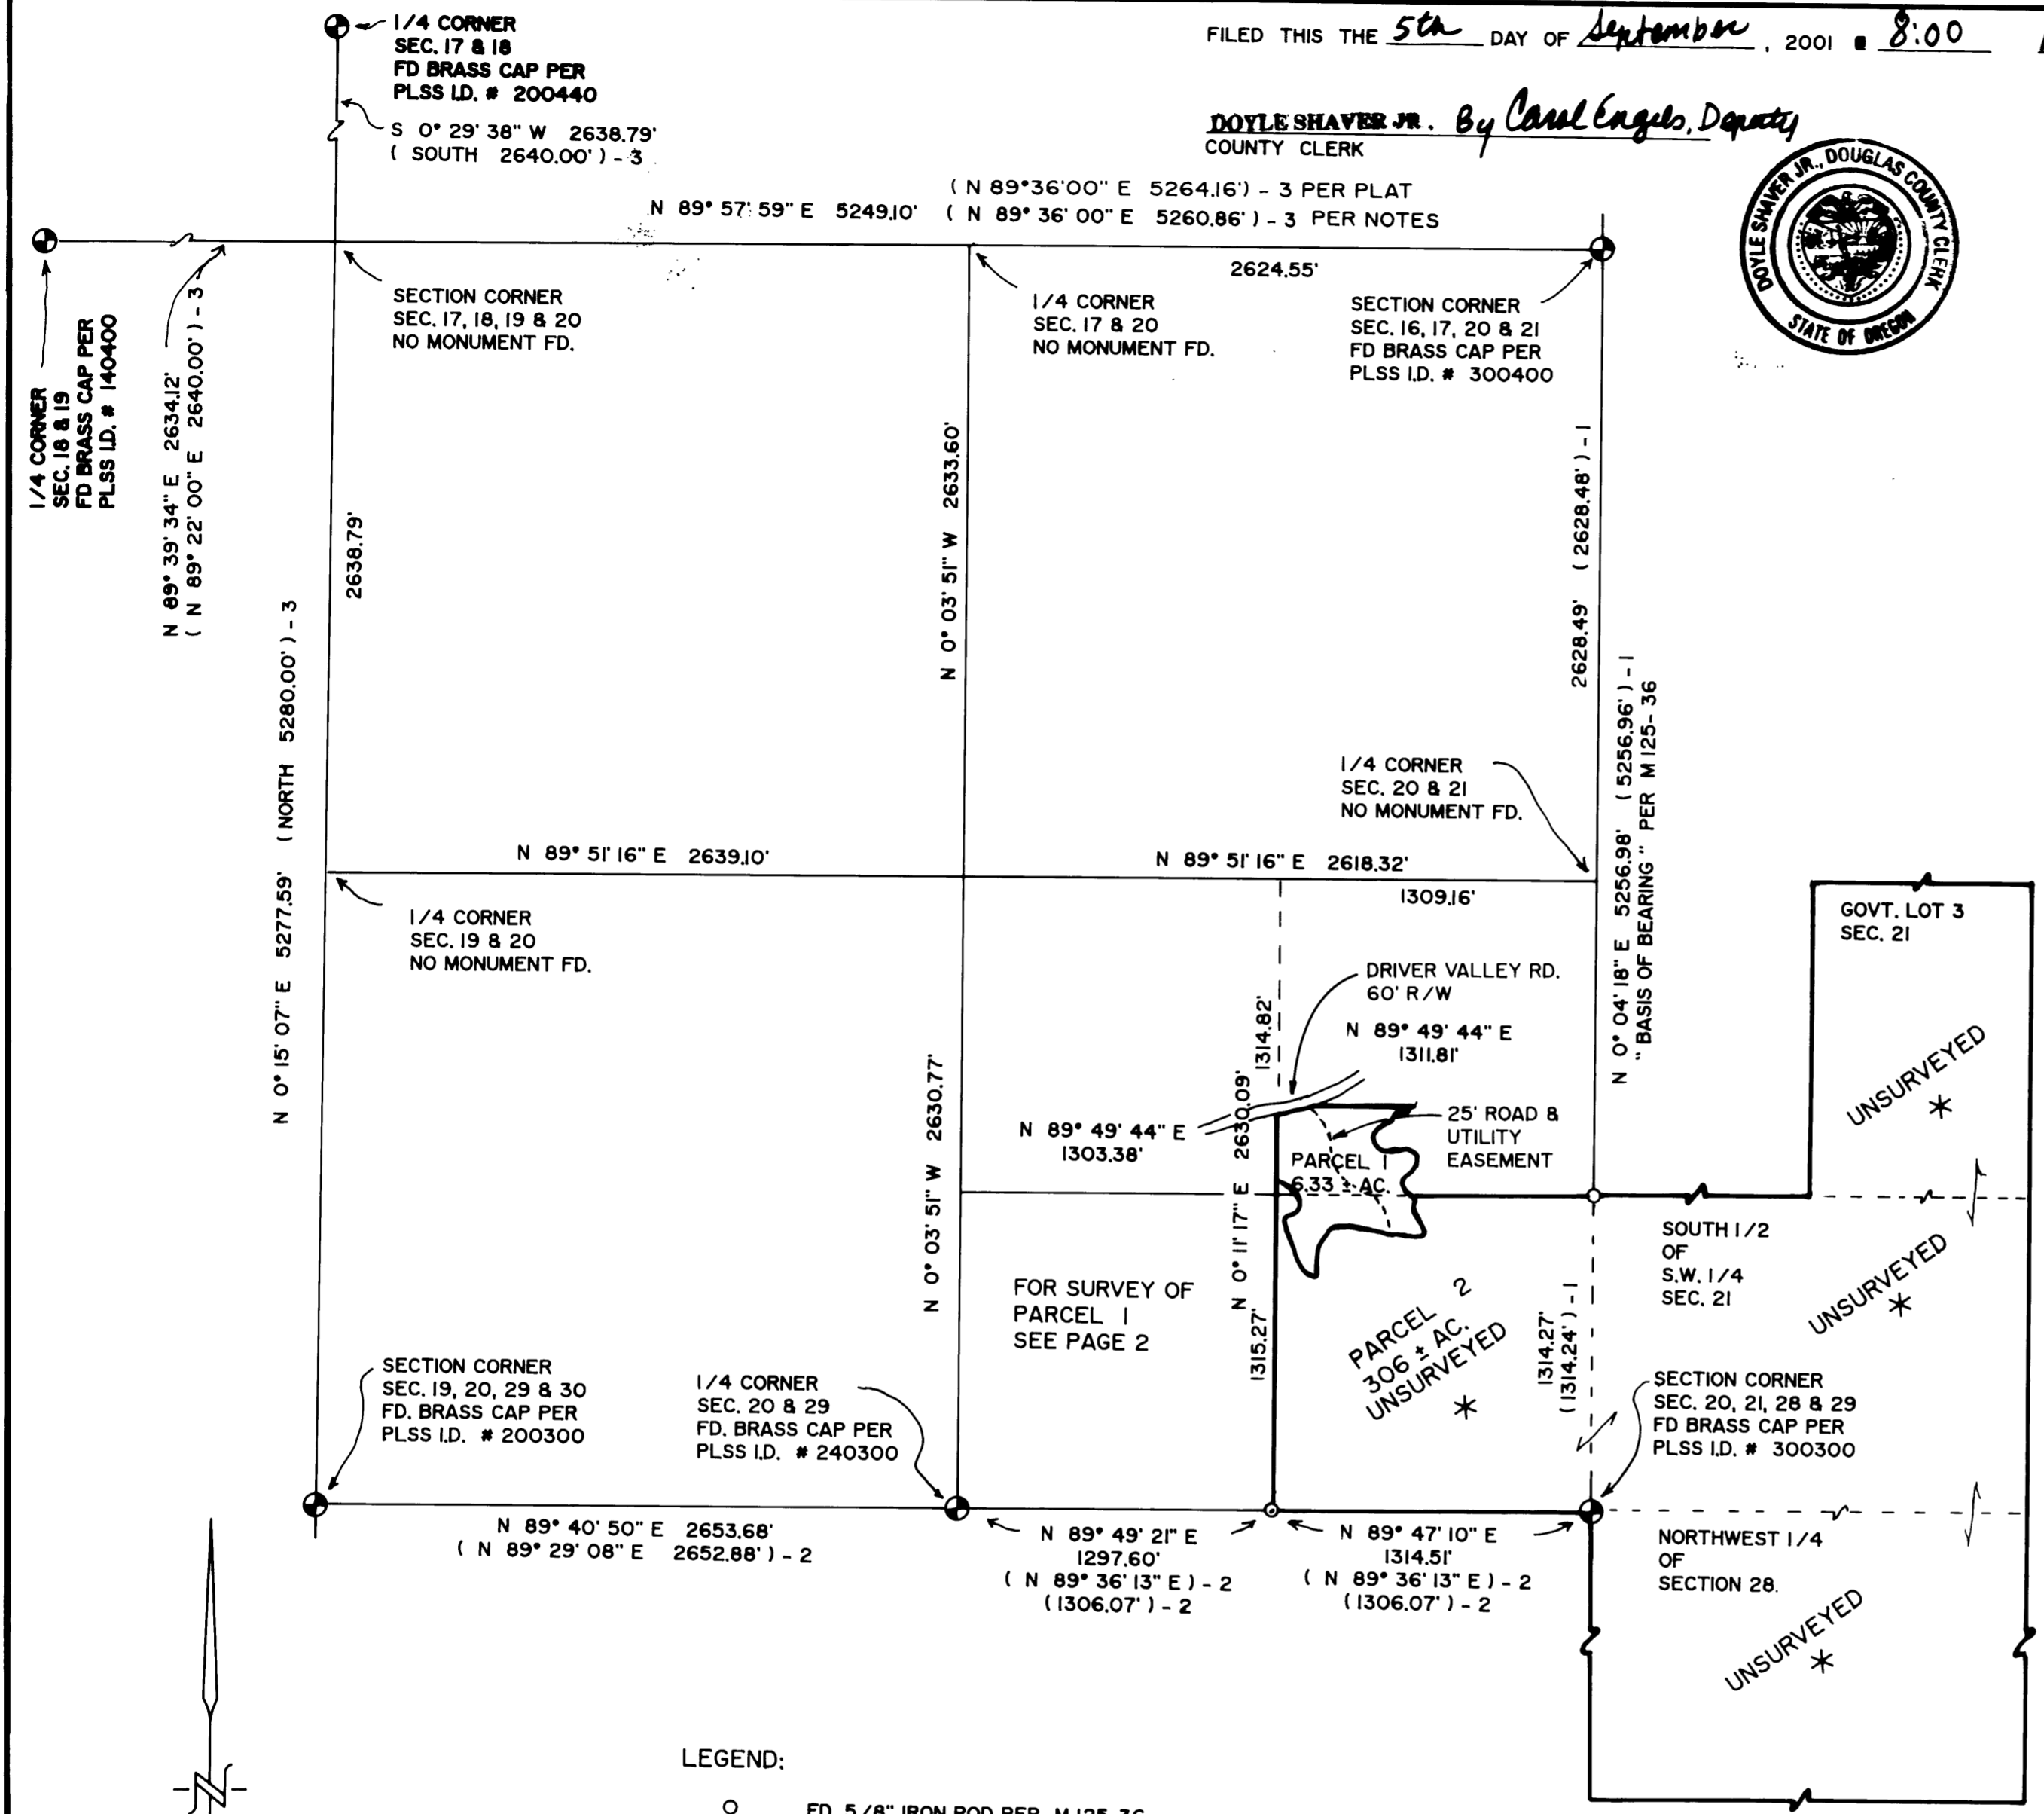 FILED THIS THE 5th DAY OF September, 2001 @ 8:00
DOYLE SHAVER JR. By Carol Engels, Deputy
COUNTY CLERK
DOYLE SHAVER JR., DOUGLAS COUNTY CLERK
STATE OF OREGON
1/4 CORNER
SEC. 17 & 18
FD BRASS CAP PER
PLSS I.D. # 200440
S 0° 29' 38" W 2638.79'
( SOUTH 2640.00' ) - 3
( N 89°36'00" E 5264.16') - 3 PER PLAT
N 89° 57' 59" E 5249.10' ( N 89° 36' 00" E 5260.86' ) - 3 PER NOTES
2624.55'
1/4 CORNER
SEC. 18 & 19
FD BRASS CAP PER
PLSS I.D. # 140400
N 89° 39' 34" E 2634.12'
( N 89° 22' 00" E 2640.00' ) - 3
SECTION CORNER
SEC. 17, 18, 19 & 20
NO MONUMENT FD.
1/4 CORNER
SEC. 17 & 20
NO MONUMENT FD.
SECTION CORNER
SEC. 16, 17, 20 & 21
FD BRASS CAP PER
PLSS I.D. # 300400
2638.79'
N 0° 03' 51" W 2633.60'
2628.49' ( 2628.48' ) - 1
N 0° 15' 07" E 5277.59' ( NORTH 5280.00' ) - 3
N 0° 04' 18" E 5256.98' ( 5256.96' ) - 1
" BASIS OF BEARING " PER M 125- 36
1/4 CORNER
SEC. 20 & 21
NO MONUMENT FD.
N 89° 51' 16" E 2639.10'
N 89° 51' 16" E 2618.32'
1309.16'
1/4 CORNER
SEC. 19 & 20
NO MONUMENT FD.
GOVT. LOT 3
SEC. 21
UNSURVEYED
*
DRIVER VALLEY RD.
60' R/W
N 89° 49' 44" E
1311.81'
1314.82'
N 0° 03' 51" W 2630.77'
N 89° 49' 44" E
1303.38'
N 0° 11' 17" E 2630.09'
25' ROAD &
UTILITY
EASEMENT
PARCEL 1
6.33 ± AC.
SOUTH 1/2
OF
S.W. 1/4
SEC. 21
UNSURVEYED
*
FOR SURVEY OF
PARCEL 1
SEE PAGE 2
1315.27'
PARCEL 2
306 ± AC.
UNSURVEYED
*
1314.27'
( 1314.24' ) - 1
SECTION CORNER
SEC. 19, 20, 29 & 30
FD. BRASS CAP PER
PLSS I.D. # 200300
1/4 CORNER
SEC. 20 & 29
FD. BRASS CAP PER
PLSS I.D. # 240300
SECTION CORNER
SEC. 20, 21, 28 & 29
FD BRASS CAP PER
PLSS I.D. # 300300
N 89° 40' 50" E 2653.68'
( N 89° 29' 08" E 2652.88' ) - 2
N 89° 49' 21" E
1297.60'
( N 89° 36' 13" E ) - 2
( 1306.07' ) - 2
N 89° 47' 10" E
1314.51'
( N 89° 36' 13" E ) - 2
( 1306.07' ) - 2
NORTHWEST 1/4
OF
SECTION 28.
UNSURVEYED
*
N
LEGEND:
FD. 5/8" IRON ROD PER M 125-36